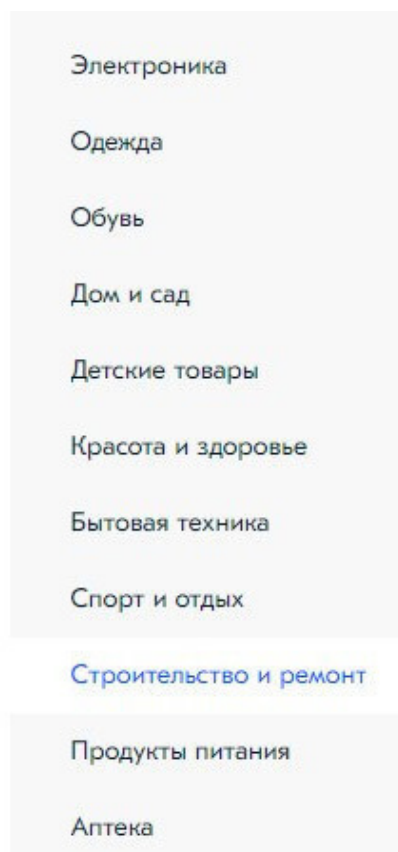 Электроника
Одежда
Обувь
Дом и сад
Детские товары
Красота и здоровье
Бытовая техника
Спорт и отдых
Строительство и ремонт
Продукты питания
Аптека